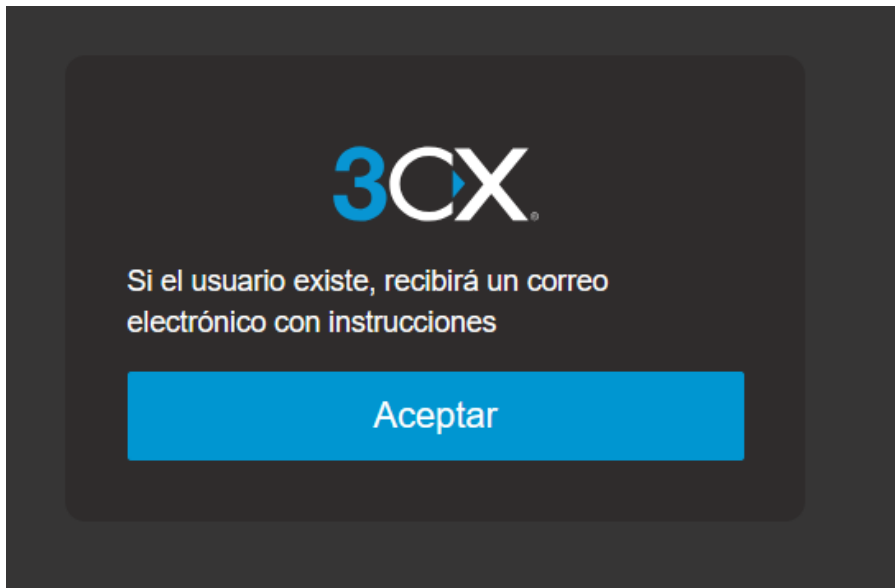 3CX®
Si el usuario existe, recibirá un correo
electrónico con instrucciones
Aceptar